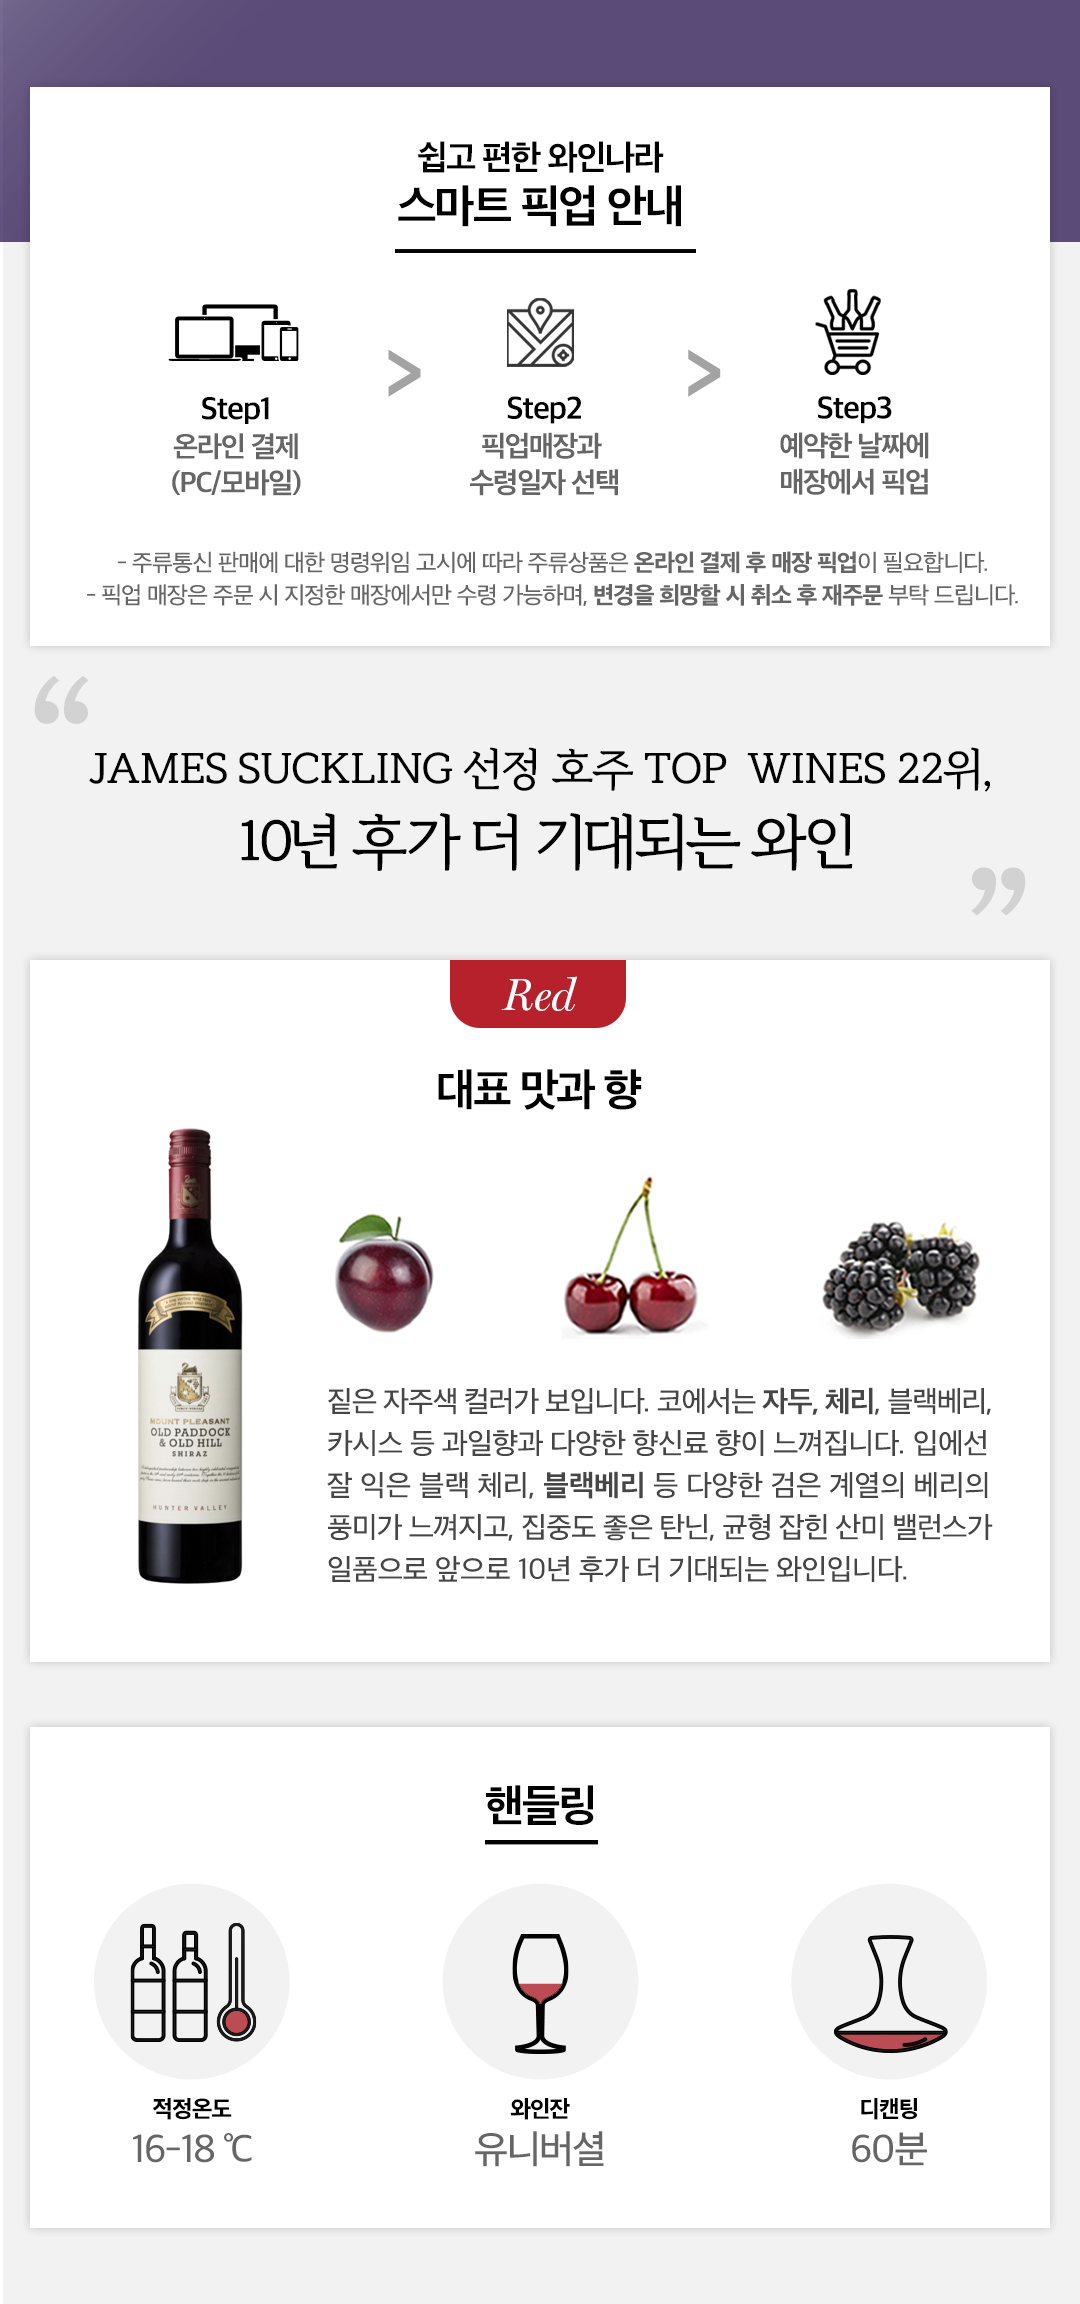 쉽고 편한 와인나라
스마트 픽업 안내
Step1
온라인 결제
(PC/모바일)
>
Step2
픽업매장과
수령일자 선택
>
Step3
예약한 날짜에
매장에서 픽업
- 주류통신 판매에 대한 명령위임 고시에 따라 주류상품은 온라인 결제 후 매장 픽업이 필요합니다.
- 픽업 매장은 주문 시 지정한 매장에서만 수령 가능하며, 변경을 희망할 시 취소 후 재주문 부탁 드립니다.
“
JAMES SUCKLING 선정 호주 TOP WINES 22위,
10년 후가 더 기대되는 와인
”
Red
대표 맛과 향
MOUNT PLEASANT
OLD PADDOCK
& OLD HILL
SHIRAZ
HUNTER VALLEY
짙은 자주색 컬러가 보입니다. 코에서는 자두, 체리, 블랙베리,
카시스 등 과일향과 다양한 향신료 향이 느껴집니다. 입에선
잘 익은 블랙 체리, 블랙베리 등 다양한 검은 계열의 베리의
풍미가 느껴지고, 집중도 좋은 탄닌, 균형 잡힌 산미 밸런스가
일품으로 앞으로 10년 후가 더 기대되는 와인입니다.
핸들링
적정온도
16-18 ℃
와인잔
유니버셜
디캔팅
60분